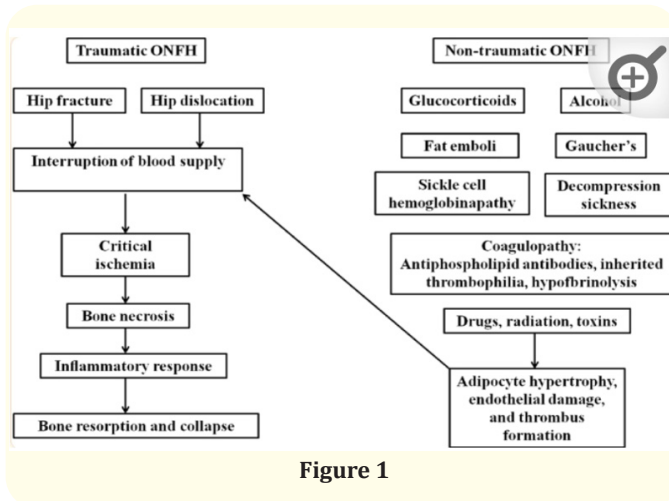 Traumatic ONFH
Non-traumatic ONFH
Hip fracture
Hip dislocation
Glucocorticoids
Alcohol
Interruption of blood supply
Fat emboli
Gaucher's
Sickle cell
hemoglobinapathy
Decompression
sickness
Critical
ischemia
Coagulopathy:
Antiphospholipid antibodies, inherited
thrombophilia, hypofbrinolysis
Bone necrosis
Drugs, radiation, toxins
Inflammatory response
Adipocyte hypertrophy,
endothelial damage,
and thrombus
formation
Bone resorption and collapse
Figure 1